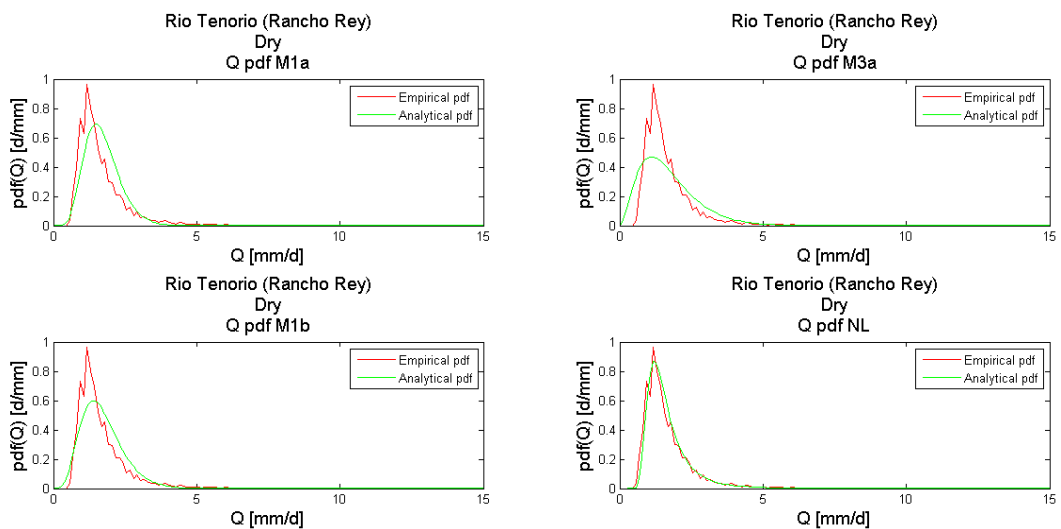 Rio Tenorio (Rancho Rey)
Dry
Q pdf M1a
1
0.8
0.6
0.4
0.2
0
0
5
10
15
pdf(Q) [d/mm]
Q [mm/d]
Empirical pdf
Analytical pdf
Rio Tenorio (Rancho Rey)
Dry
Q pdf M3a
1
0.8
0.6
0.4
0.2
0
0
5
10
15
pdf(Q) [d/mm]
Q [mm/d]
Empirical pdf
Analytical pdf
Rio Tenorio (Rancho Rey)
Dry
Q pdf M1b
1
0.8
0.6
0.4
0.2
0
0
5
10
15
pdf(Q) [d/mm]
Q [mm/d]
Empirical pdf
Analytical pdf
Rio Tenorio (Rancho Rey)
Dry
Q pdf NL
1
0.8
0.6
0.4
0.2
0
0
5
10
15
pdf(Q) [d/mm]
Q [mm/d]
Empirical pdf
Analytical pdf